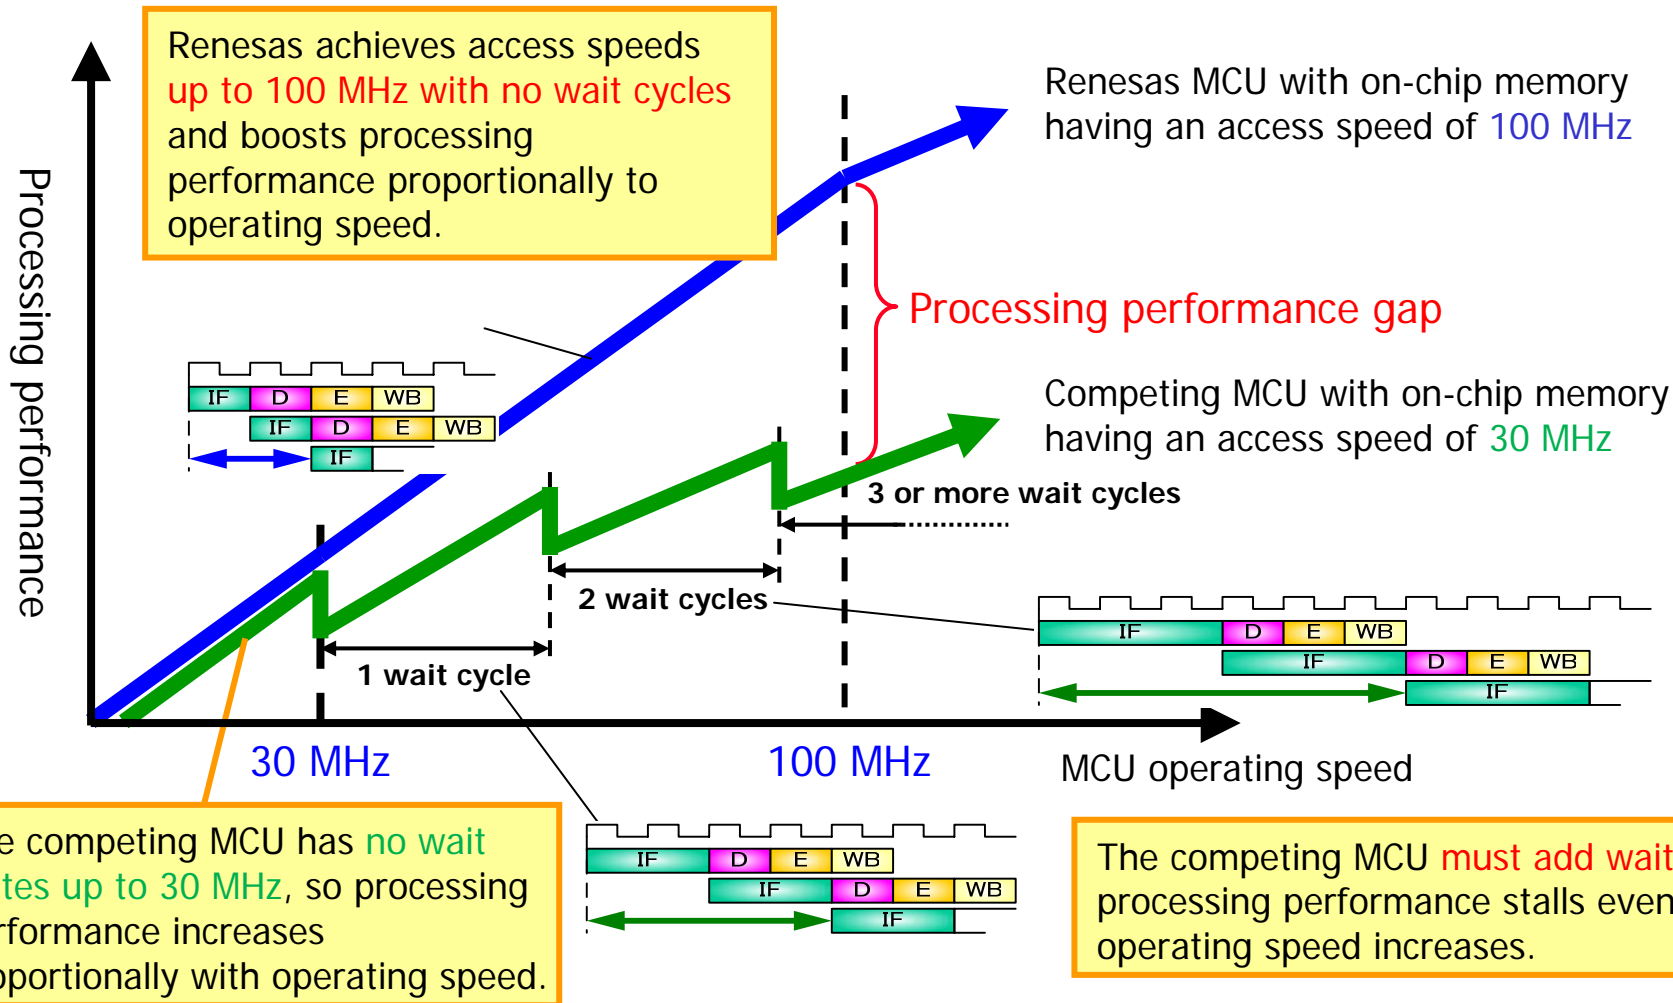 Renesas achieves access speeds
up to 100 MHz with no wait cycles
and boosts processing
performance proportionally to
operating speed.
Renesas MCU with on-chip memory
having an access speed of 100 MHz
Processing performance
Processing performance gap
IF D E WB
IF D E WB
IF
Competing MCU with on-chip memory
having an access speed of 30 MHz
3 or more wait cycles
2 wait cycles
1 wait cycle
IF D E WB
IF D E WB
IF
30 MHz
100 MHz
MCU operating speed
competing MCU has no wait
up to 30 MHz, so processing
increases
with operating speed.
IF D E WB
IF D E WB
IF
The competing MCU must add wait
processing performance stalls even
operating speed increases.